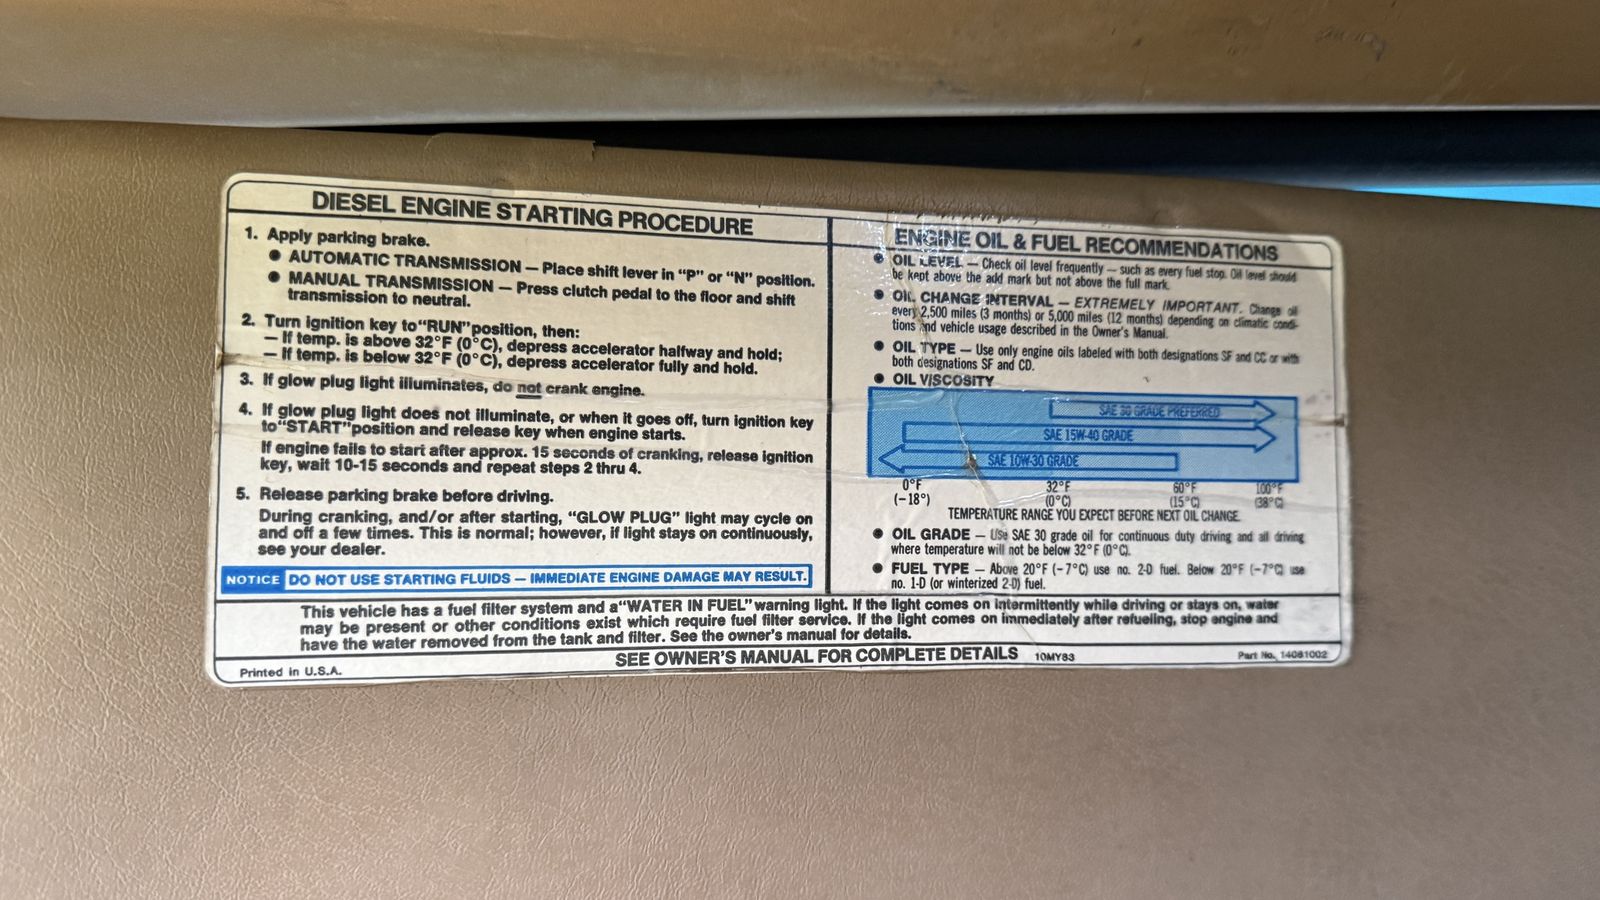 DIESEL ENGINE STARTING PROCEDURE
1. Apply parking brake.
● AUTOMATIC TRANSMISSION — Place shift lever in "P" or "N" position.
● MANUAL TRANSMISSION — Press clutch pedal to the floor and shift
transmission to neutral.
2. Turn ignition key to "RUN" position, then:
— If temp. is above 32°F (0°C), depress accelerator halfway and hold;
— If temp. is below 32°F (0°C), depress accelerator fully and hold.
3. If glow plug light illuminates, do not crank engine.
4. If glow plug light does not illuminate, or when it goes off, turn ignition key
to "START" position and release key when engine starts.
If engine fails to start after approx. 15 seconds of cranking, release ignition
key, wait 10-15 seconds and repeat steps 2 thru 4.
5. Release parking brake before driving.
During cranking, and/or after starting, "GLOW PLUG" light may cycle on
and off a few times. This is normal; however, if light stays on continuously,
see your dealer.
NOTICE DO NOT USE STARTING FLUIDS — IMMEDIATE ENGINE DAMAGE MAY RESULT.
ENGINE OIL & FUEL RECOMMENDATIONS
● OIL LEVEL — Check oil level frequently — such as every fuel stop. Oil level should
be kept above the add mark but not above the full mark.
● OIL CHANGE INTERVAL — EXTREMELY IMPORTANT. Change oil
every 2,500 miles (3 months) or 5,000 miles (12 months) depending on climatic condi-
tions and vehicle usage described in the Owner's Manual.
● OIL TYPE — Use only engine oils labeled with both designations SF and CC or with
both designations SF and CD.
● OIL VISCOSITY
SAE 30 GRADE PREFERRED
SAE 15W-40 GRADE
SAE 10W-30 GRADE
0°F 32°F 60°F 100°F
(−18°) (0°C) (15°C) (38°C)
TEMPERATURE RANGE YOU EXPECT BEFORE NEXT OIL CHANGE.
● OIL GRADE — Use SAE 30 grade oil for continuous duty driving and all driving
where temperature will not be below 32°F (0°C).
● FUEL TYPE — Above 20°F (−7°C) use no. 2-D fuel. Below 20°F (−7°C) use
no. 1-D (or winterized 2-D) fuel.
This vehicle has a fuel filter system and a "WATER IN FUEL" warning light. If the light comes on intermittently while driving or stays on, water
may be present or other conditions exist which require fuel filter service. If the light comes on immediately after refueling, stop engine and
have the water removed from the tank and filter. See the owner's manual for details.
SEE OWNER'S MANUAL FOR COMPLETE DETAILS 10MY83
Printed in U.S.A.
Part No. 14081002